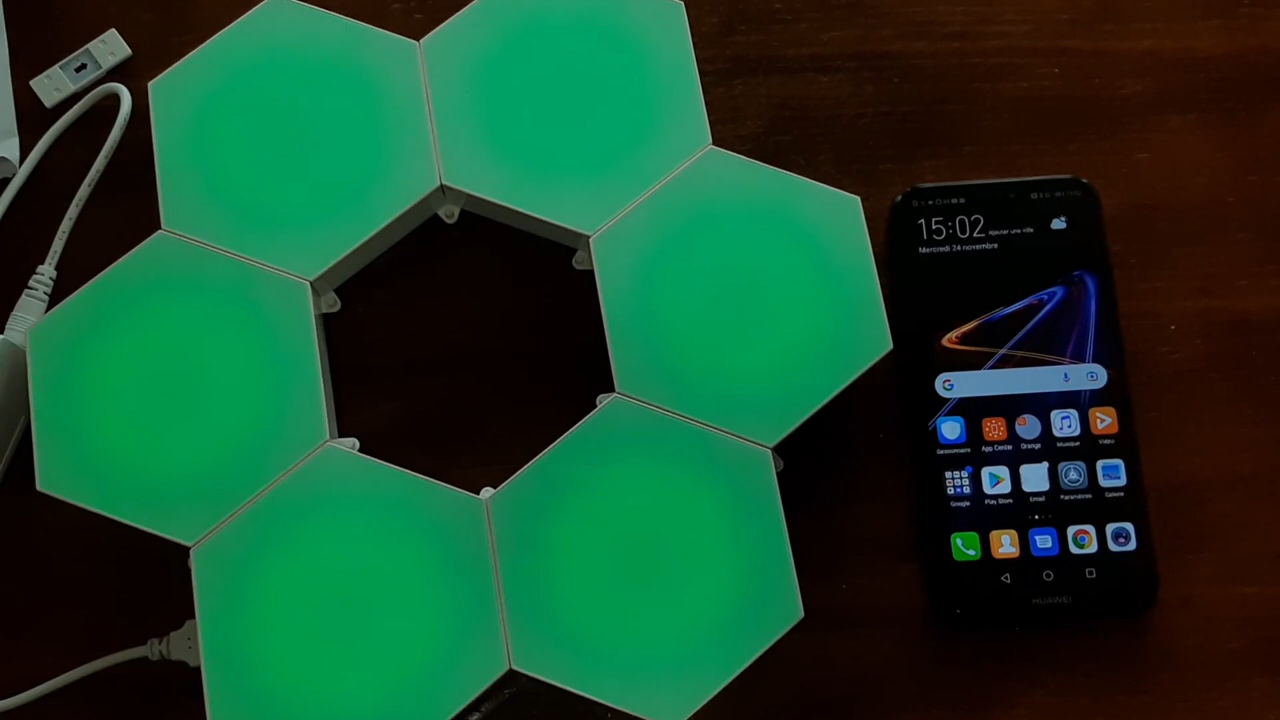 15:02 Ajouter une ville
Mercredi 24 novembre
App Center
Orange
Musique
Vidéo
Google
Play Store
Email
Paramètres
Galerie
HUAWEI